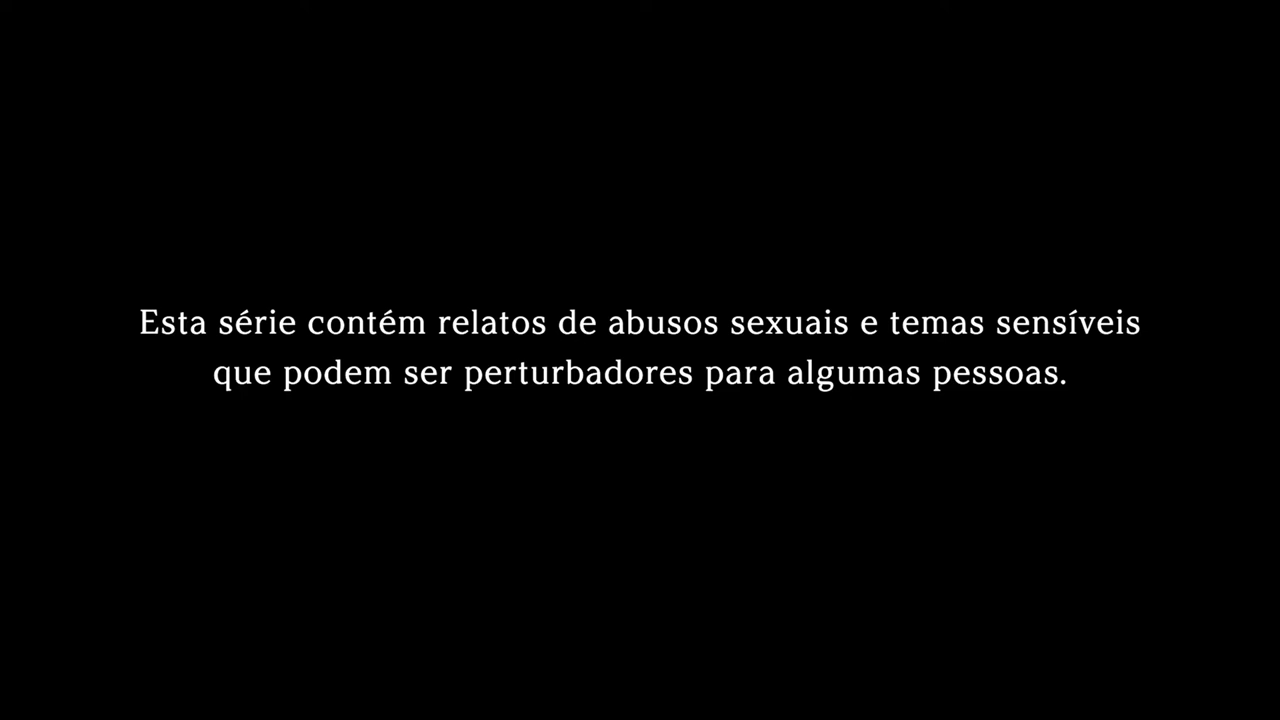 Esta série contém relatos de abusos sexuais e temas sensíveis
que podem ser perturbadores para algumas pessoas.